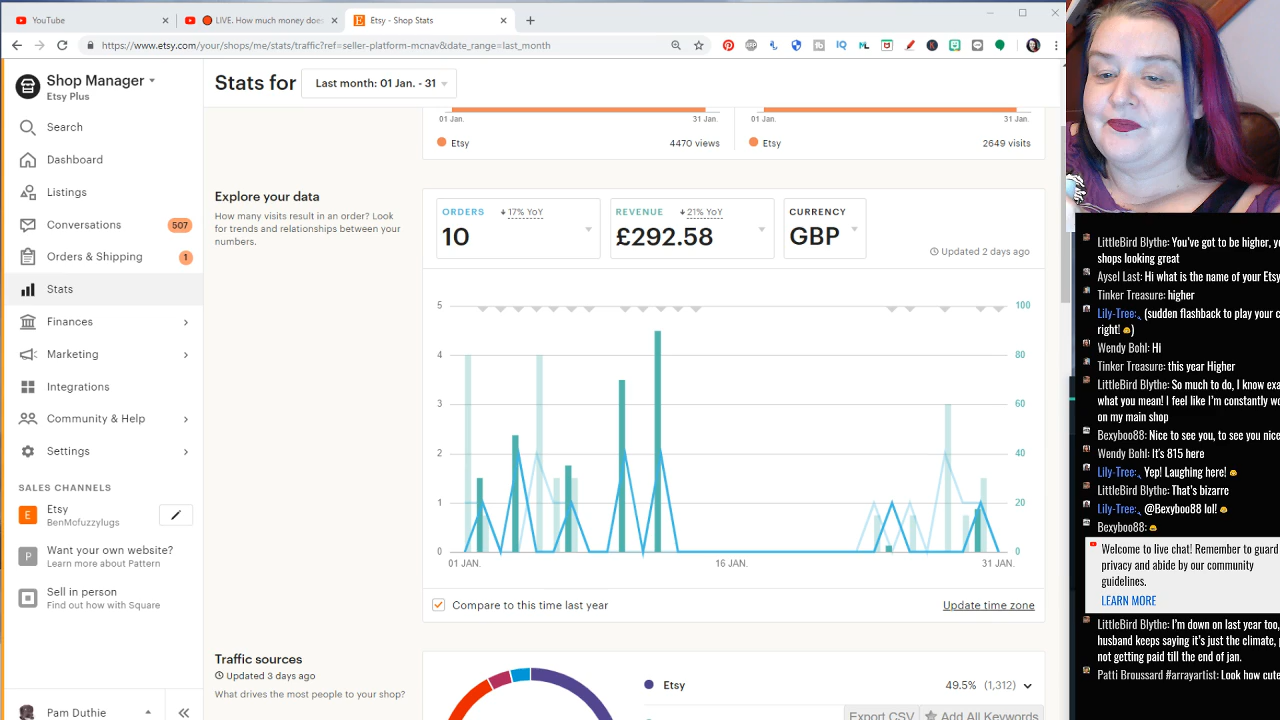 YouTube
LIVE. How much money does
Etsy - Shop Stats
https://www.etsy.com/your/shops/me/stats/traffic?ref=seller-platform-mcnav&date_range=last_month
Shop Manager
Etsy Plus
Search
Dashboard
Listings
Conversations 507
Orders & Shipping 1
Stats
Finances
Marketing
Integrations
Community & Help
Settings
SALES CHANNELS
E Etsy
BenMcfuzzylugs
P Want your own website?
Learn more about Pattern
Sell in person
Find out how with Square
Pam Duthie
Stats for Last month: 01 Jan. - 31
01 Jan. 31 Jan. 01 Jan. 31 Jan.
Etsy 4470 views Etsy 2649 visits
Explore your data
How many visits result in an order? Look
for trends and relationships between your
numbers.
ORDERS 17% YoY
10
REVENUE 21% YoY
£292.58
CURRENCY
GBP
Updated 2 days ago
5 100
4 80
3 60
2 40
1 20
0 0
01 JAN. 16 JAN. 31 JAN.
Compare to this time last year Update time zone
Traffic sources
Updated 3 days ago
What drives the most people to your shop?
Etsy 49.5% (1,312)
Export CSV Add All Keywords
LittleBird Blythe: You've got to be higher, yo
shops looking great
Aysel Last: Hi what is the name of your Etsy
Tinker Treasure: higher
Lily-Tree: (sudden flashback to play your c
right! )
Wendy Bohl: Hi
Tinker Treasure: this year Higher
LittleBird Blythe: So much to do, I know exa
what you mean! I feel like I'm constantly wo
on my main shop
Bexyboo88: Nice to see you, to see you nice
Wendy Bohl: It's 815 here
Lily-Tree: Yep! Laughing here!
LittleBird Blythe: That's bizarre
Lily-Tree: @Bexyboo88 lol!
Bexyboo88:
Welcome to live chat! Remember to guard
privacy and abide by our community
guidelines.
LEARN MORE
LittleBird Blythe: I'm down on last year too,
husband keeps saying it's just the climate, p
not getting paid till the end of jan.
Patti Broussard #arrayartist: Look how cute